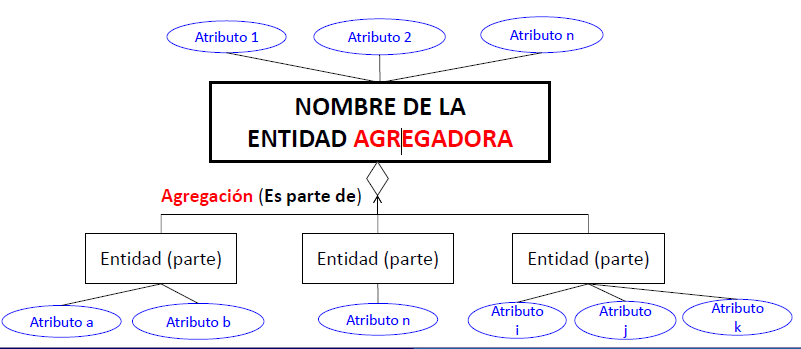 Atributo 1
Atributo 2
Atributo n
NOMBRE DE LA
ENTIDAD AGREGADORA
Agregación (Es parte de)
Entidad (parte)
Entidad (parte)
Entidad (parte)
Atributo a
Atributo b
Atributo n
Atributo
i
Atributo
j
Atributo
k